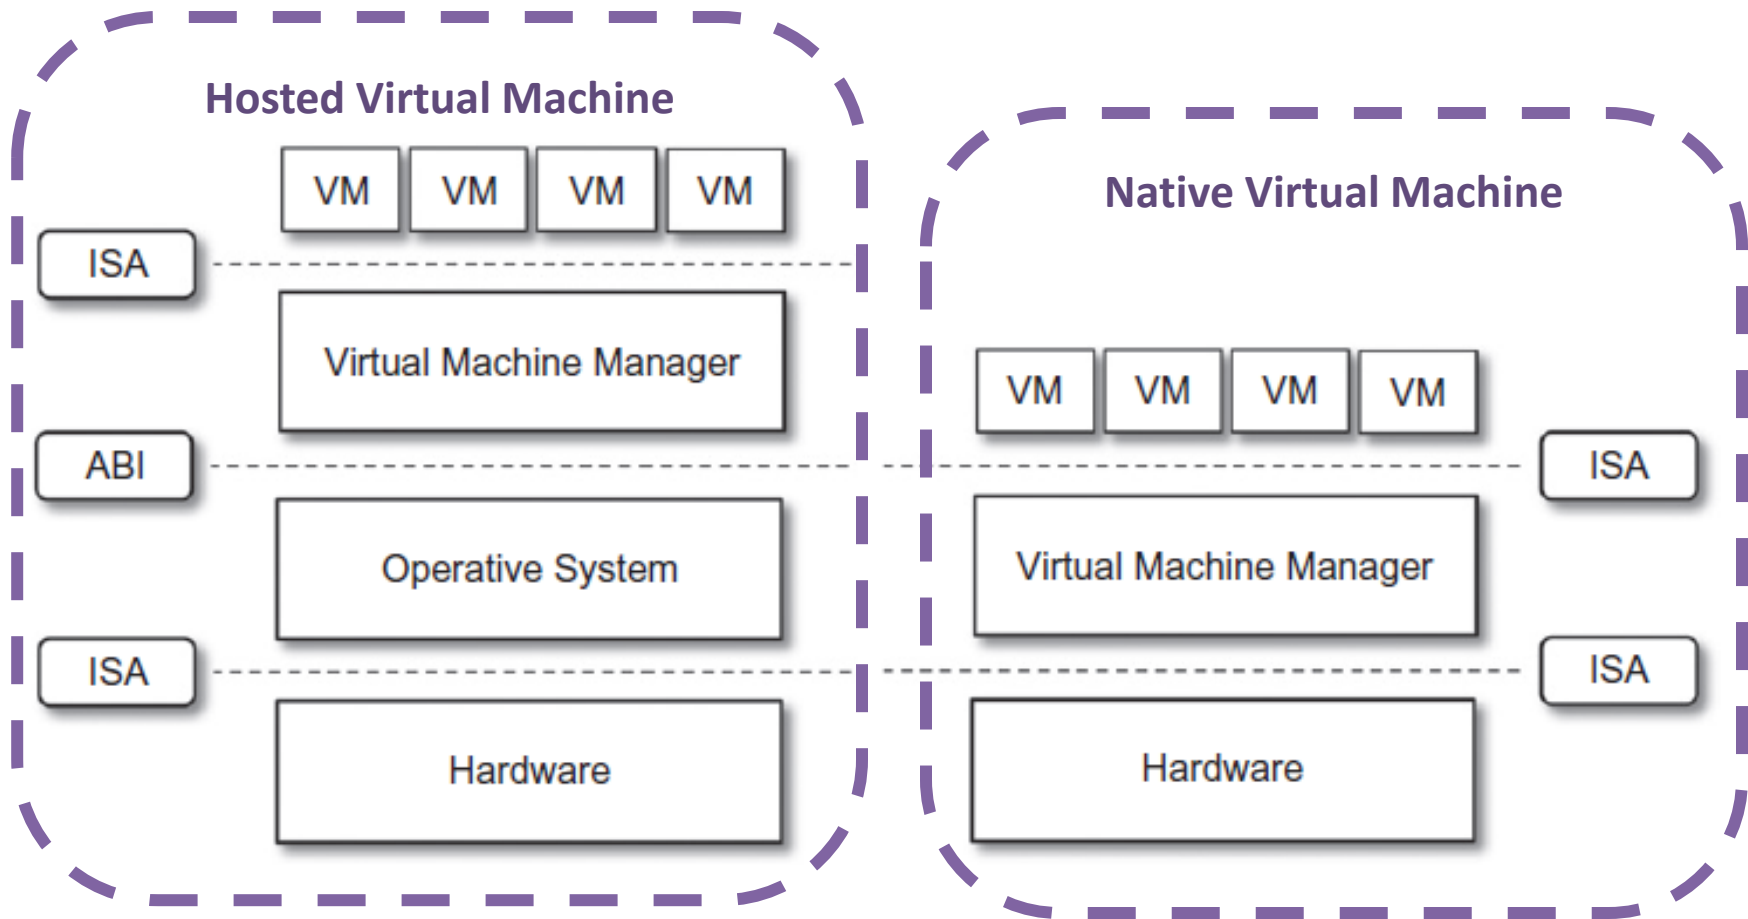 Hosted Virtual Machine
VM VM VM VM
ISA
Virtual Machine Manager
ABI
Operative System
ISA
Hardware
Native Virtual Machine
VM VM VM VM
ISA
Virtual Machine Manager
ISA
Hardware